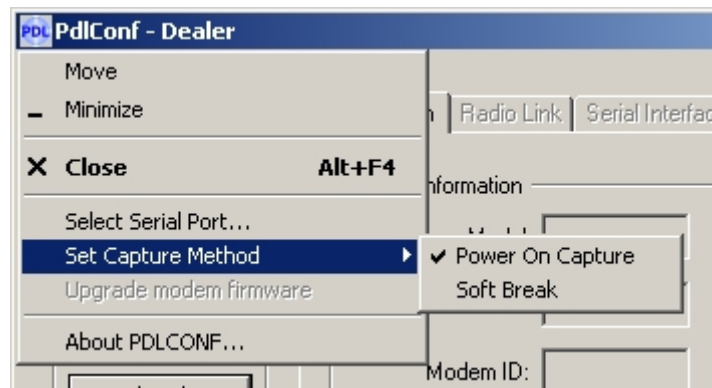 PDL PdlConf - Dealer
Move
Minimize
Close Alt+F4
Select Serial Port...
Set Capture Method
Upgrade modem firmware
About PDLCONF...
Power On Capture
Soft Break
Radio Link Serial Interfac
nformation
Modem ID: